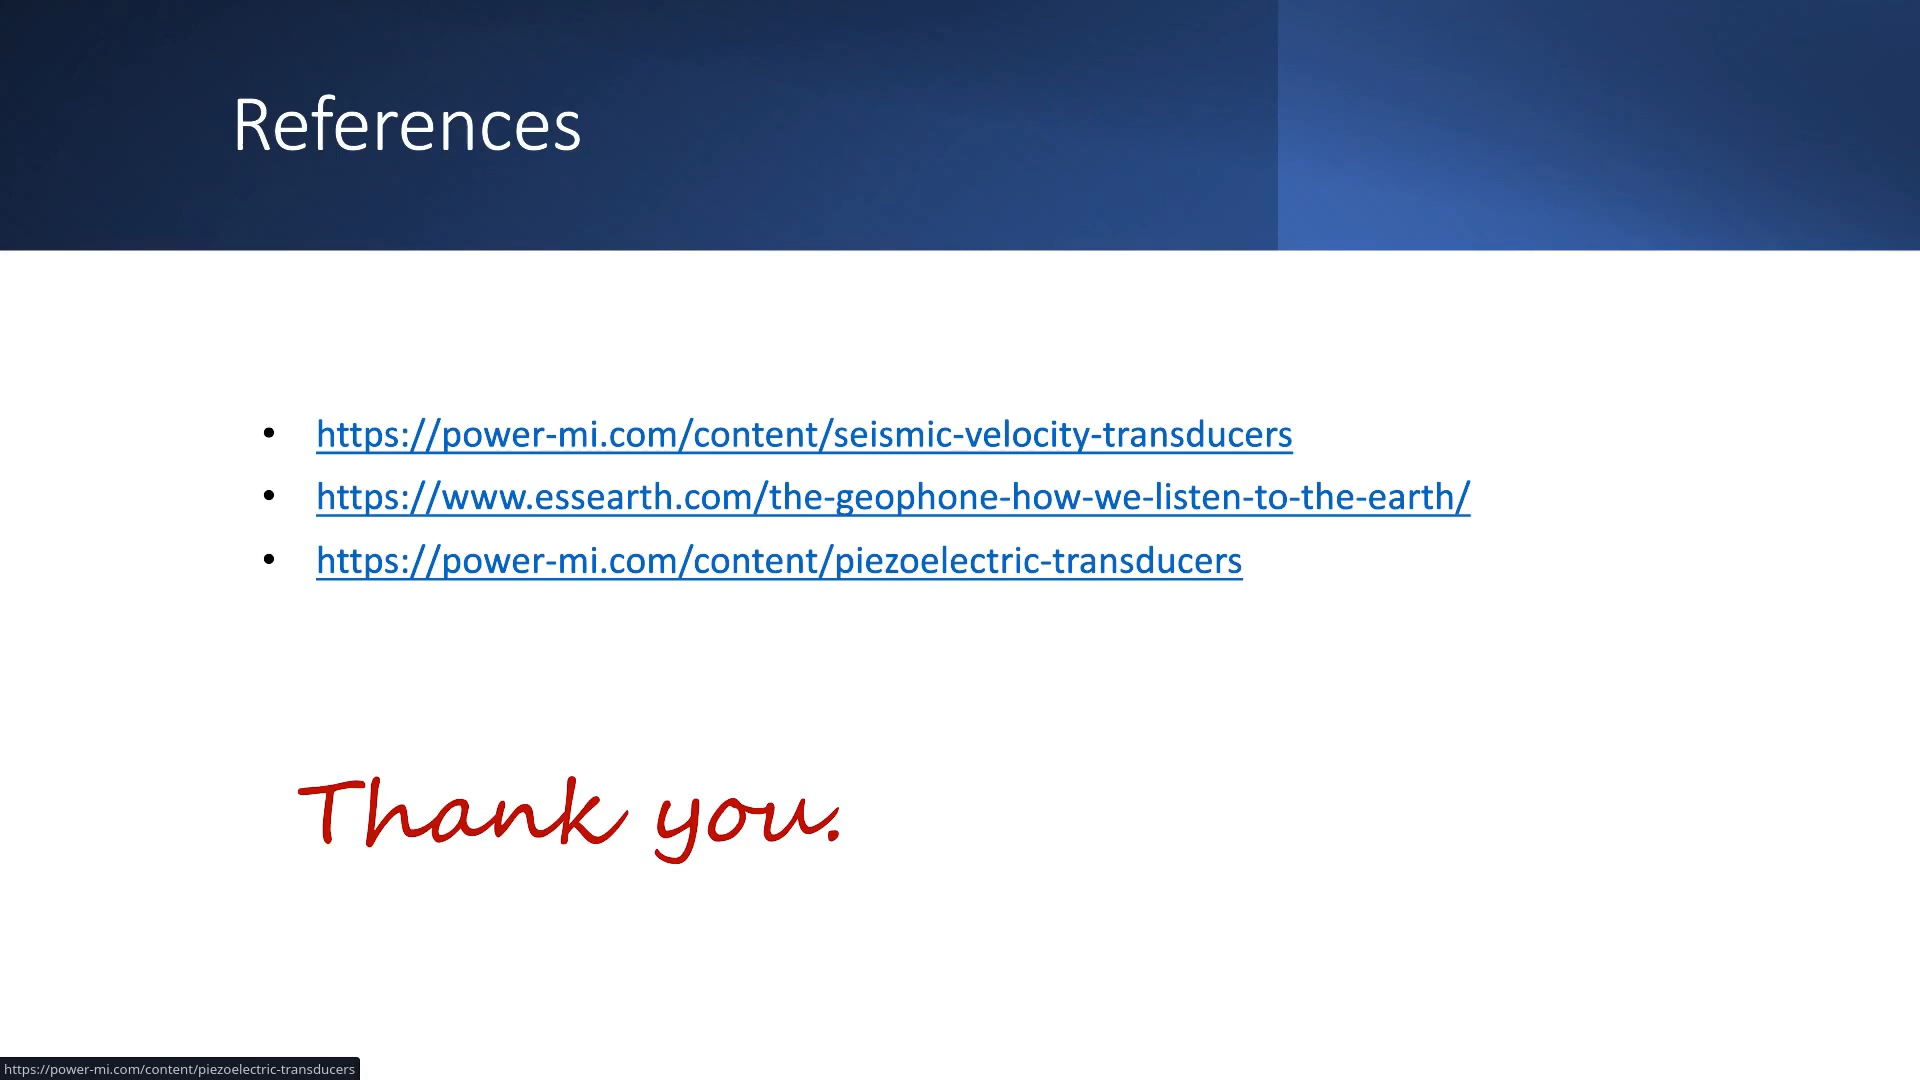 References
• https://power-mi.com/content/seismic-velocity-transducers
• https://www.essearth.com/the-geophone-how-we-listen-to-the-earth/
• https://power-mi.com/content/piezoelectric-transducers
Thank you.
https://power-mi.com/content/piezoelectric-transducers